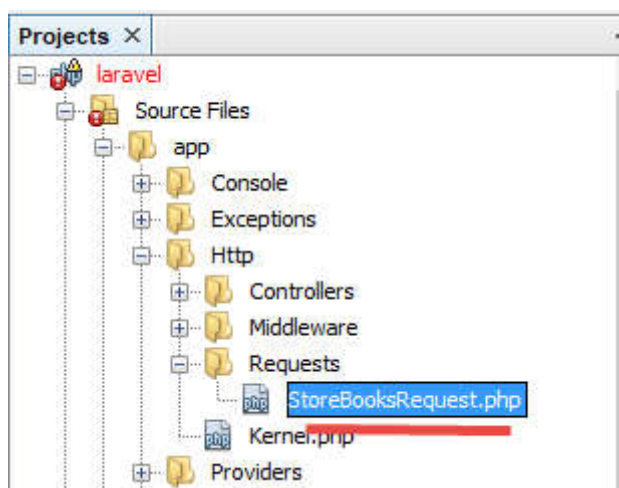 Projects
laravel
Source Files
app
Console
Exceptions
Http
Controllers
Middleware
Requests
StoreBooksRequest.php
Kernel.php
Providers